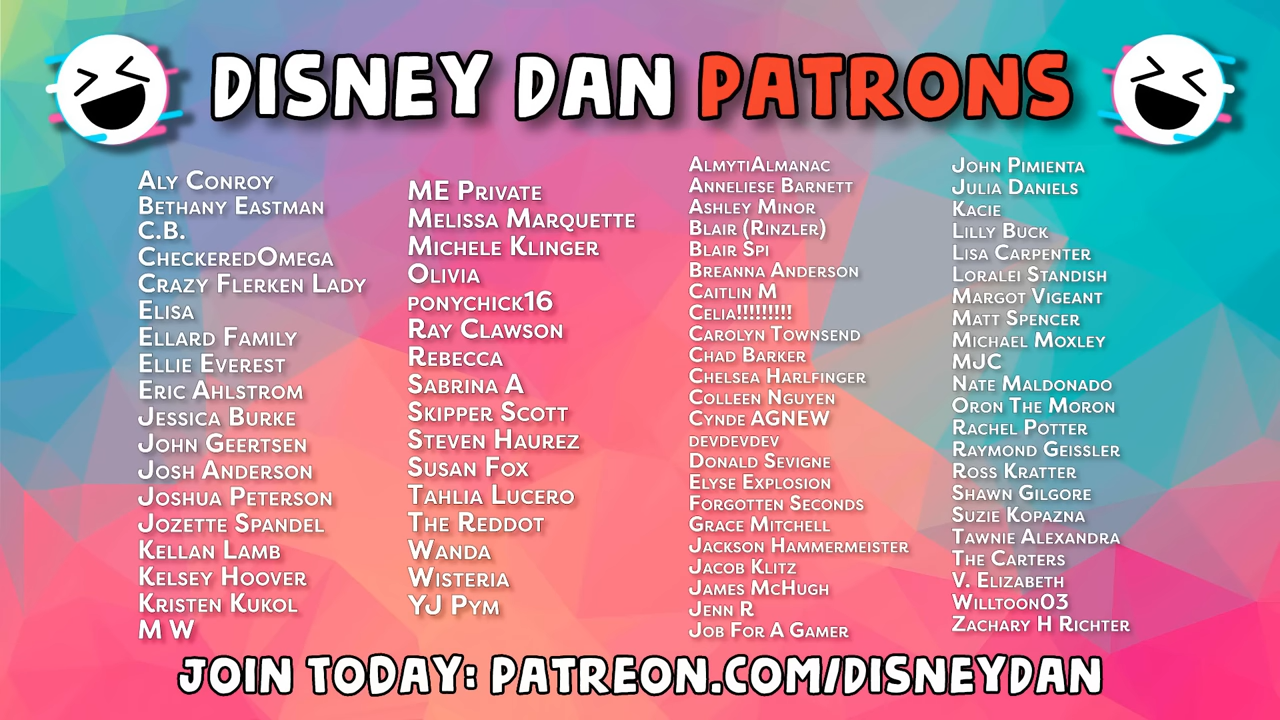 DISNEY DAN PATRONS
Aly Conroy
Bethany Eastman
C.B.
CheckeredOmega
Crazy Flerken Lady
Elisa
Ellard Family
Ellie Everest
Eric Ahlstrom
Jessica Burke
John Geertsen
Josh Anderson
Joshua Peterson
Jozette Spandel
Kellan Lamb
Kelsey Hoover
Kristen Kukol
M W
ME Private
Melissa Marquette
Michele Klinger
Olivia
ponychick16
Ray Clawson
Rebecca
Sabrina A
Skipper Scott
Steven Haurez
Susan Fox
Tahlia Lucero
The Reddot
Wanda
Wisteria
YJ Pym
AlmytiAlmanac
Anneliese Barnett
Ashley Minor
Blair (Rinzler)
Blair Spi
Breanna Anderson
Caitlin M
Celia!!!!!!!!!
Carolyn Townsend
Chad Barker
Chelsea Harlfinger
Colleen Nguyen
Cynde AGNEW
devdevdev
Donald Sevigne
Elyse Explosion
Forgotten Seconds
Grace Mitchell
Jackson Hammermeister
Jacob Klitz
James McHugh
Jenn R
Job For A Gamer
John Pimienta
Julia Daniels
Kacie
Lilly Buck
Lisa Carpenter
Loralei Standish
Margot Vigeant
Matt Spencer
Michael Moxley
MJC
Nate Maldonado
Oron The Moron
Rachel Potter
Raymond Geissler
Ross Kratter
Shawn Gilgore
Suzie Kopazna
Tawnie Alexandra
The Carters
V. Elizabeth
Willtoon03
Zachary H Richter
JOIN TODAY: PATREON.COM/DISNEYDAN